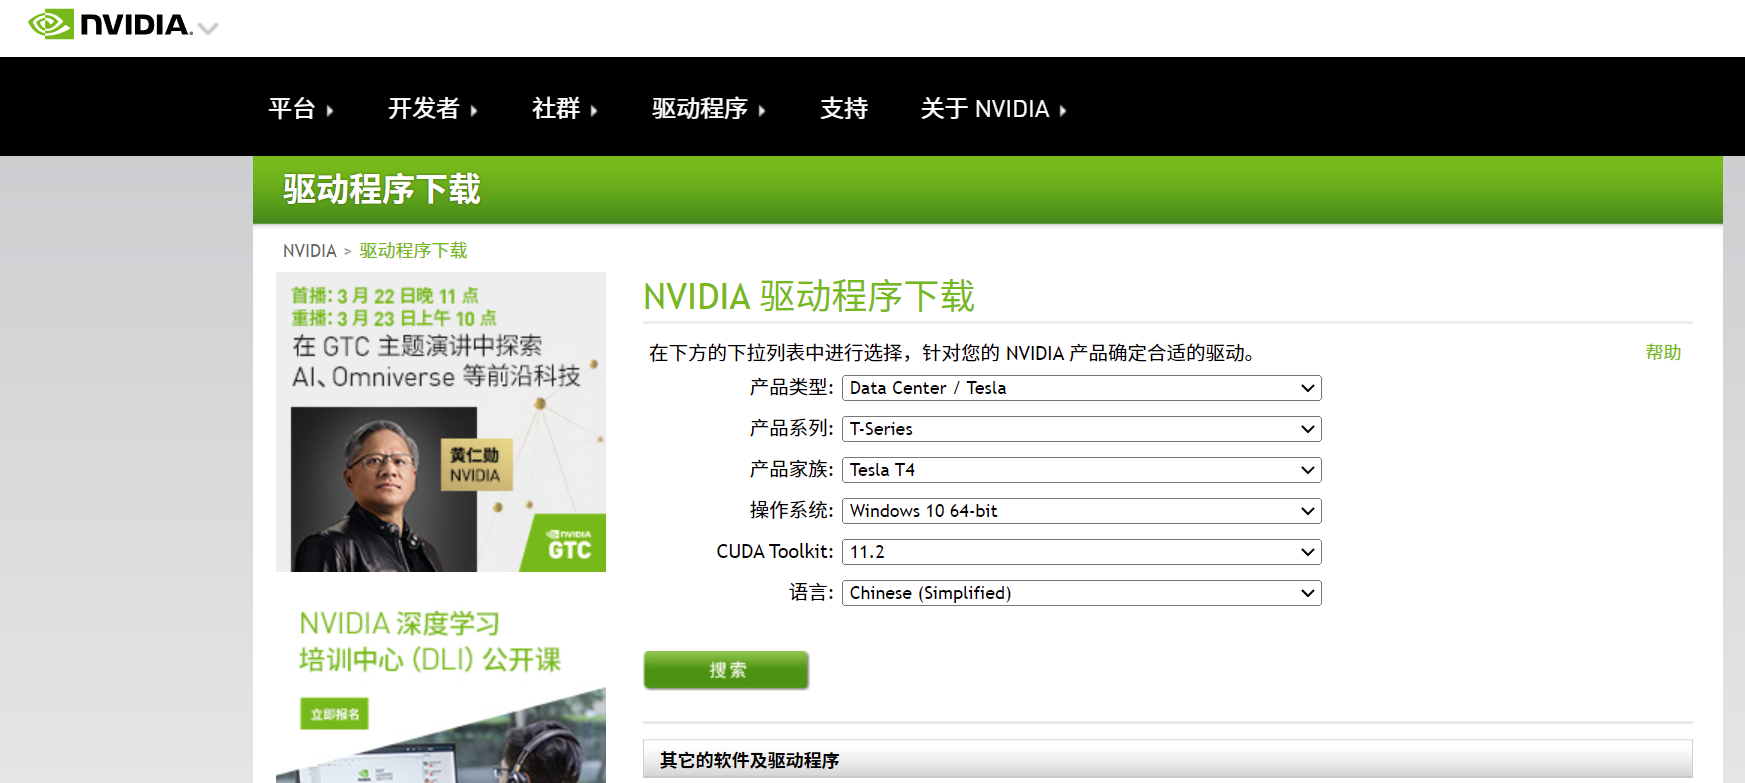 NVIDIA.
平台
开发者
社群
驱动程序
支持
关于 NVIDIA
驱动程序下载
NVIDIA > 驱动程序下载
首播: 3 月 22 日晚 11 点
重播: 3 月 23 日上午 10 点
在 GTC 主题演讲中探索
AI、Omniverse 等前沿科技
黄仁勋
NVIDIA
NVIDIA
GTC
NVIDIA 深度学习
培训中心 (DLI) 公开课
立即报名
NVIDIA 驱动程序下载
在下方的下拉列表中进行选择，针对您的 NVIDIA 产品确定合适的驱动。
帮助
产品类型: Data Center / Tesla
产品系列: T-Series
产品家族: Tesla T4
操作系统: Windows 10 64-bit
CUDA Toolkit: 11.2
语言: Chinese (Simplified)
搜索
其它的软件及驱动程序